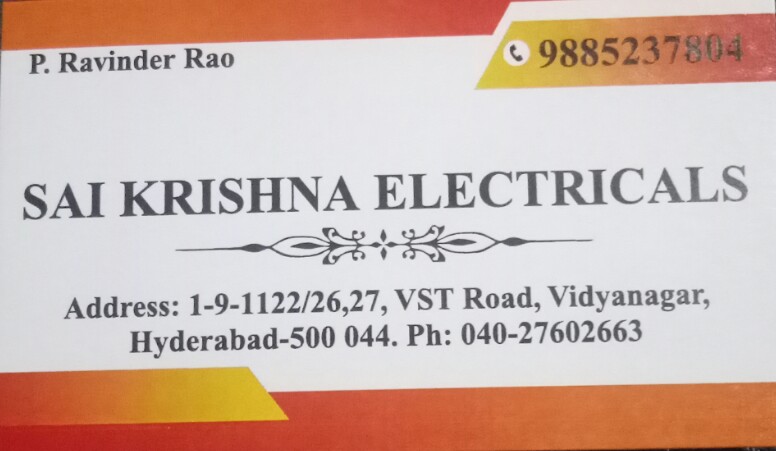 P. Ravinder Rao
9885237804
SAI KRISHNA ELECTRICALS
Address: 1-9-1122/26,27, VST Road, Vidyanagar,
Hyderabad-500 044. Ph: 040-27602663